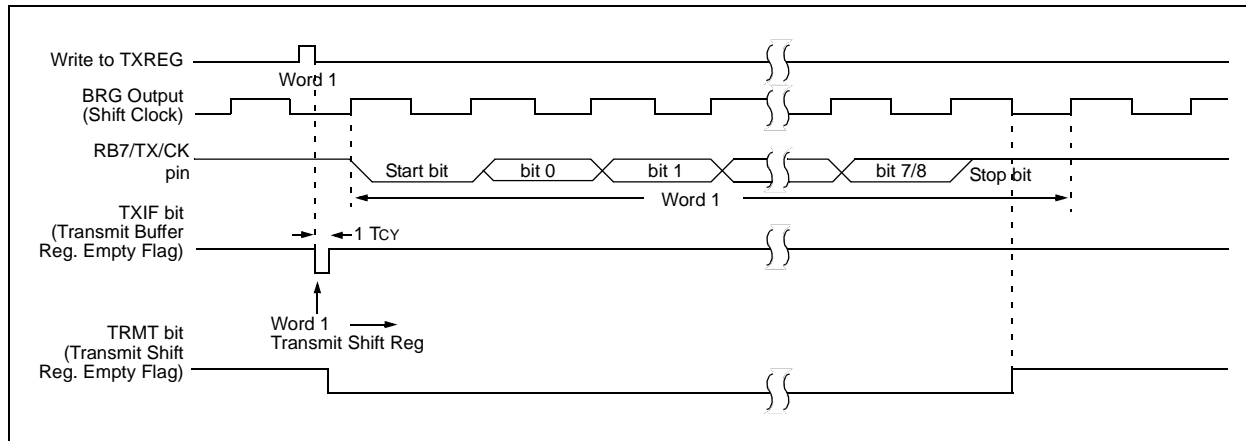 Write to TXREG
Word 1
BRG Output
(Shift Clock)
RB7/TX/CK
pin
Start bit
bit 0
bit 1
bit 7/8
Stop bit
Word 1
TXIF bit
(Transmit Buffer
Reg. Empty Flag)
1 TCY
Word 1
Transmit Shift Reg
TRMT bit
(Transmit Shift
Reg. Empty Flag)